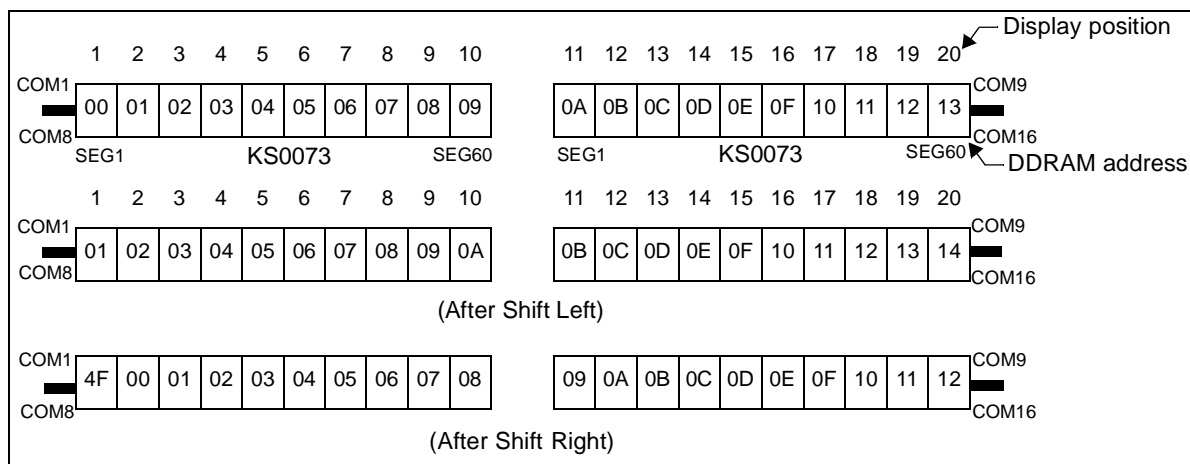 Display position
1 2 3 4 5 6 7 8 9 10 11 12 13 14 15 16 17 18 19 20
COM1 COM9
00 01 02 03 04 05 06 07 08 09 0A 0B 0C 0D 0E 0F 10 11 12 13
COM8 COM16
SEG1 KS0073 SEG60 SEG1 KS0073 SEG60
DDRAM address
1 2 3 4 5 6 7 8 9 10 11 12 13 14 15 16 17 18 19 20
COM1 COM9
01 02 03 04 05 06 07 08 09 0A 0B 0C 0D 0E 0F 10 11 12 13 14
COM8 COM16
(After Shift Left)
COM1 COM9
4F 00 01 02 03 04 05 06 07 08 09 0A 0B 0C 0D 0E 0F 10 11 12
COM8 COM16
(After Shift Right)